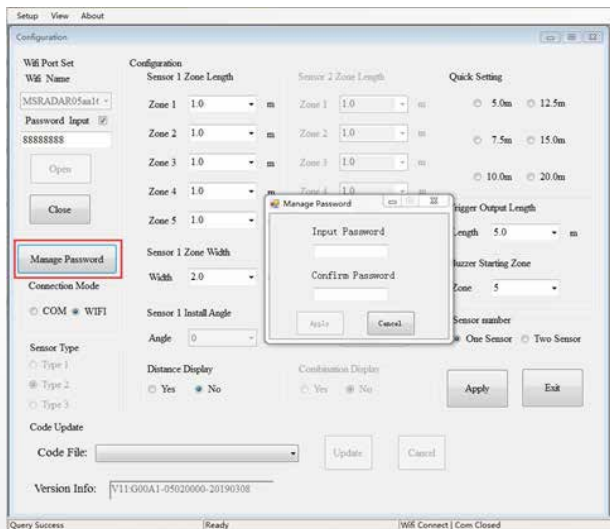 Setup View About
Configuration
Wifi Port Set
Wifi Name
MSRADAR05aa1t
Password Input
88888888
Open
Close
Manage Password
Connection Mode
COM WIFI
Sensor Type
Type 1
Type 2
Type 3
Configuration
Sensor 1 Zone Length
Zone 1 1.0 m
Zone 2 1.0 m
Zone 3 1.0 m
Zone 4 1.0 m
Zone 5 1.0
Sensor 1 Zone Width
Width 2.0
Sensor 1 Install Angle
Angle 0
Distance Display
Yes No
Sensor 2 Zone Length
Zone 1 1.0 m
Zone 2 1.0 m
Zone 3 1.0 m
Zone 4 1.0 m
Combination Display
Yes No
Manage Password
Input Password
Confirm Password
Apply Cancel
Quick Setting
5.0m 12.5m
7.5m 15.0m
10.0m 20.0m
rigger Output Length
ength 5.0 m
uzzer Starting Zone
one 5
Sensor number
One Sensor Two Sensor
Apply Exit
Code Update
Code File: Update Cancel
Version Info: V11:G00A1-05020000-20190308
Query Success Ready Wifi Connect | Com Closed